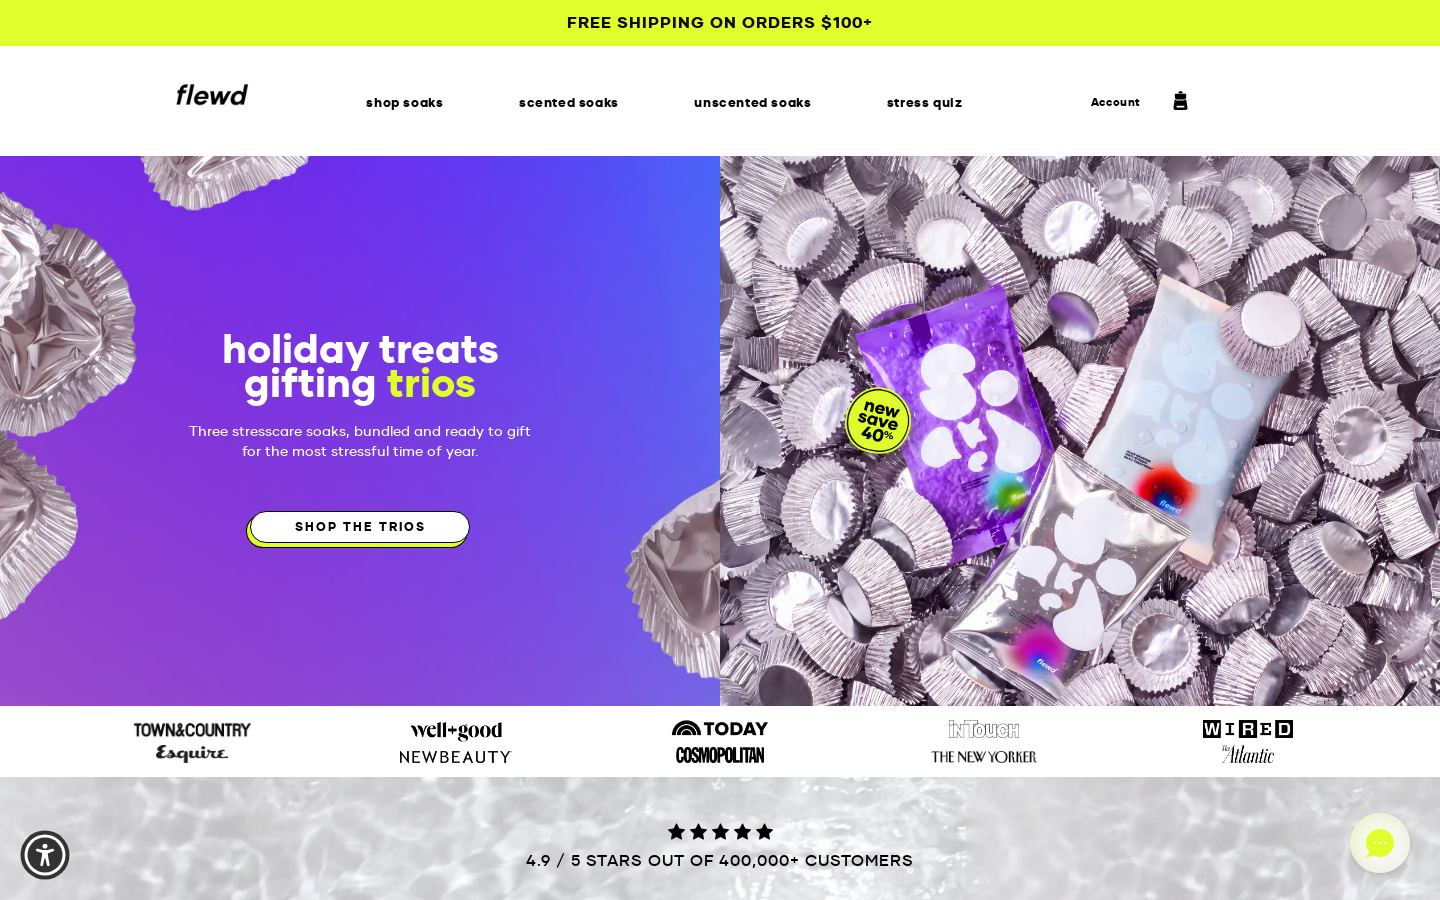 FREE SHIPPING ON ORDERS $100+
flewd
shop soaks
scented soaks
unscented soaks
stress quiz
Account
holiday treats
gifting trios
Three stresscare soaks, bundled and ready to gift
for the most stressful time of year.
SHOP THE TRIOS
new
save
40%
flewd
flewd
flewd
TOWN&COUNTRY
Esquire
well+good
NEWBEAUTY
TODAY
COSMOPOLITAN
INTOUCH
THE NEW YORKER
WIRED
The Atlantic
4.9 / 5 STARS OUT OF 400,000+ CUSTOMERS